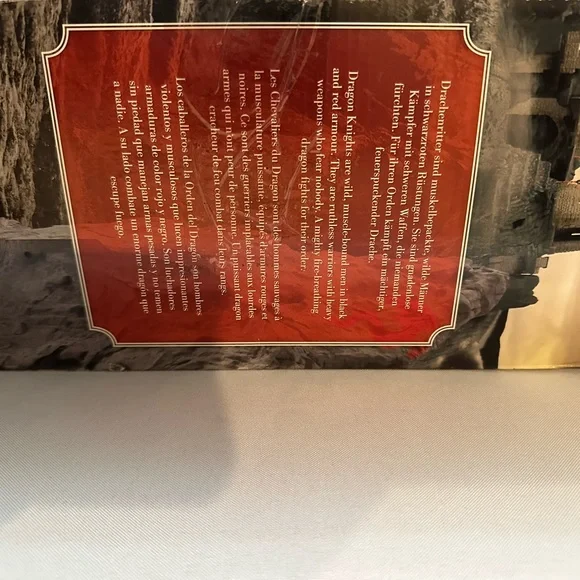 Drachenritter sind muskelbepackte, wilde Männer
in schwarzroten Rüstungen. Sie sind gnadenlose
Kämpfer mit schweren Waffen, die niemanden
fürchten. Für ihren Orden kämpft ein mächtiger,
feuerspuckender Drache.
Dragon Knights are wild, muscle-bound men in black
and red armour. They are ruthless warriors with heavy
weapons who fear nobody. A mighty fire-breathing
dragon fights for their order.
Les Chevaliers du Dragon sont des hommes sauvages à
la musculature puissante, équipés d'armures rouges et
noires. Ce sont des guerriers implacables aux lourdes
armes qui n'ont peur de personne. Un puissant dragon
cracheur de feu combat dans leurs rangs.
Los caballeros de la Orden del Dragón son hombres
violentos y musculosos que lucen impresionantes
armaduras de color rojo y negro. Son luchadores
sin piedad que manejan armas pesadas y no temen
a nadie. A su lado combate un enorme dragón que
escupe fuego.